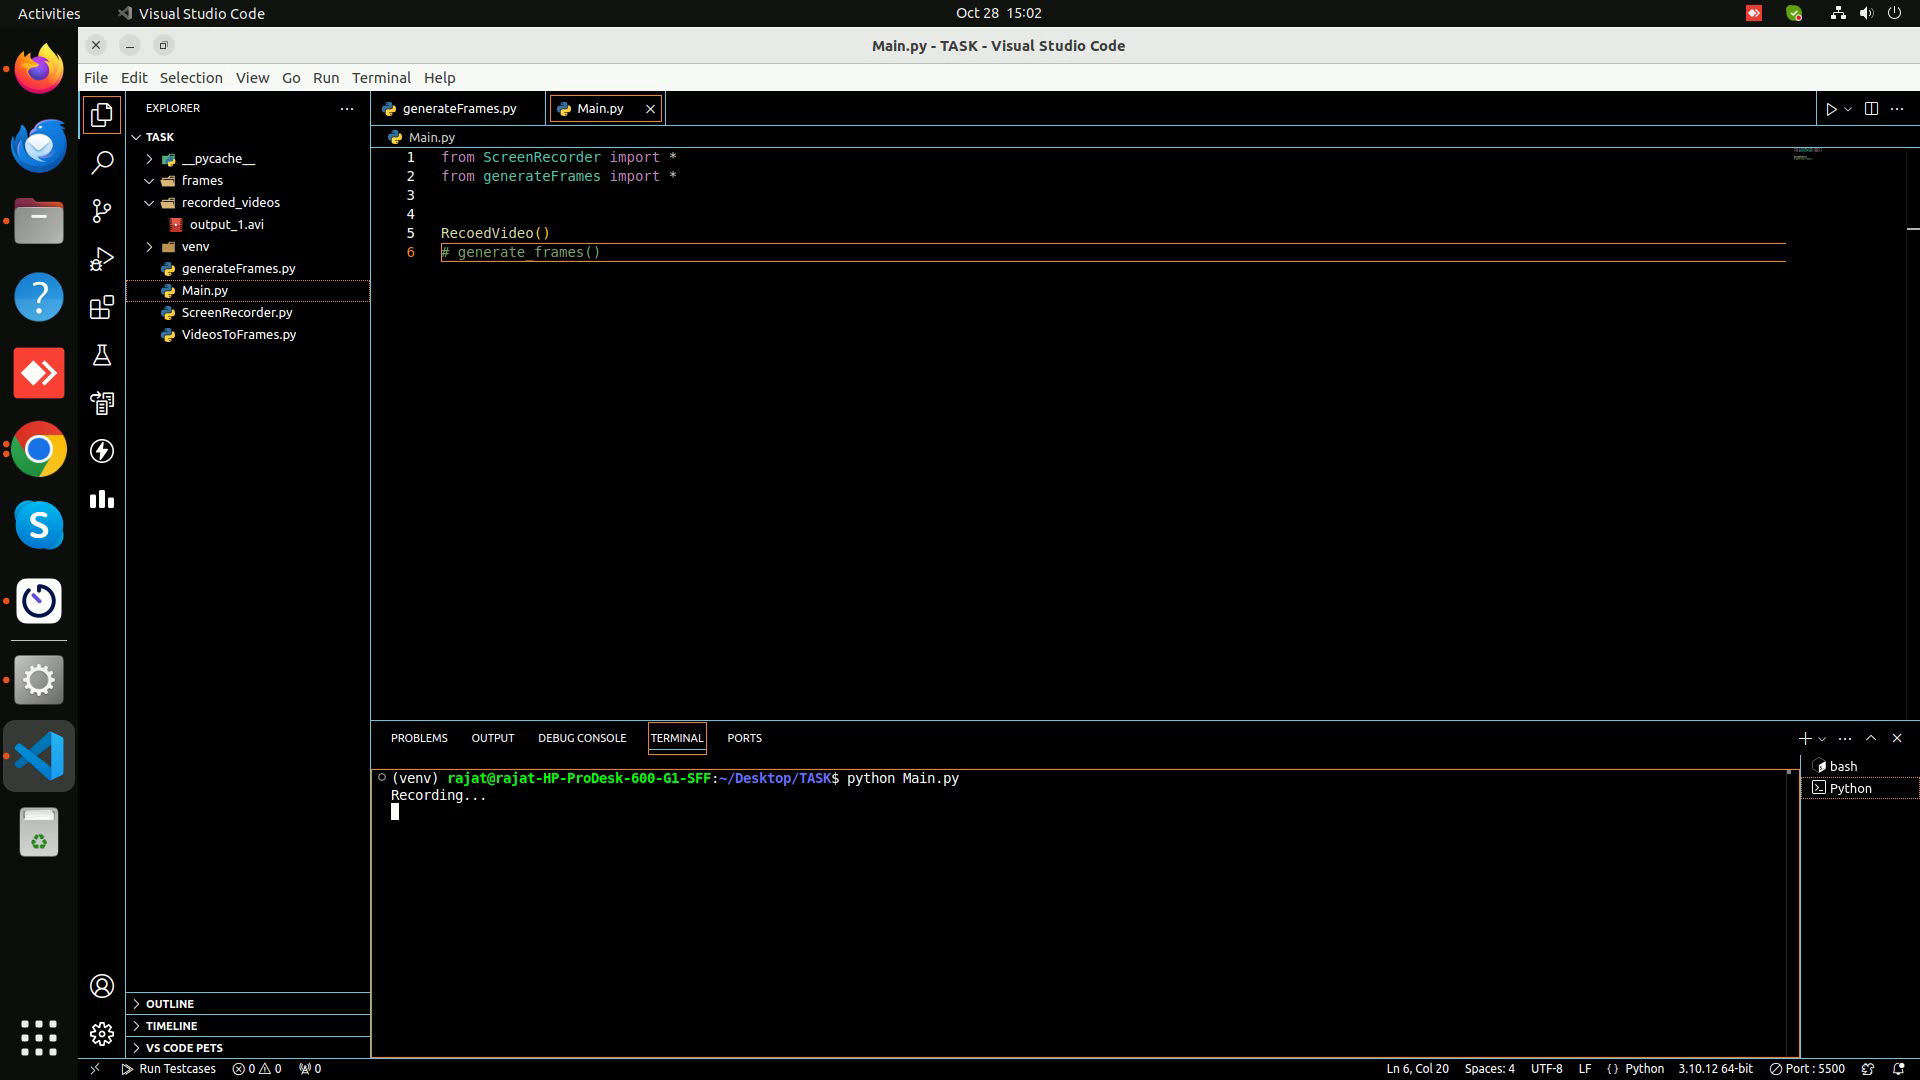 Activities
Visual Studio Code
Oct 28 15:02
Main.py - TASK - Visual Studio Code
File Edit Selection View Go Run Terminal Help
EXPLORER
TASK
__pycache__
frames
recorded_videos
output_1.avi
venv
generateFrames.py
Main.py
ScreenRecorder.py
VideosToFrames.py
OUTLINE
TIMELINE
VS CODE PETS
generateFrames.py
Main.py
Main.py
1 from ScreenRecorder import *
2 from generateFrames import *
3
4
5 RecoedVideo()
6 # generate_frames()
PROBLEMS OUTPUT DEBUG CONSOLE TERMINAL PORTS
(venv) rajat@rajat-HP-ProDesk-600-G1-SFF:~/Desktop/TASK$ python Main.py
Recording...
bash
Python
Run Testcases 0 0 0
Ln 6, Col 20 Spaces: 4 UTF-8 LF {} Python 3.10.12 64-bit Port : 5500